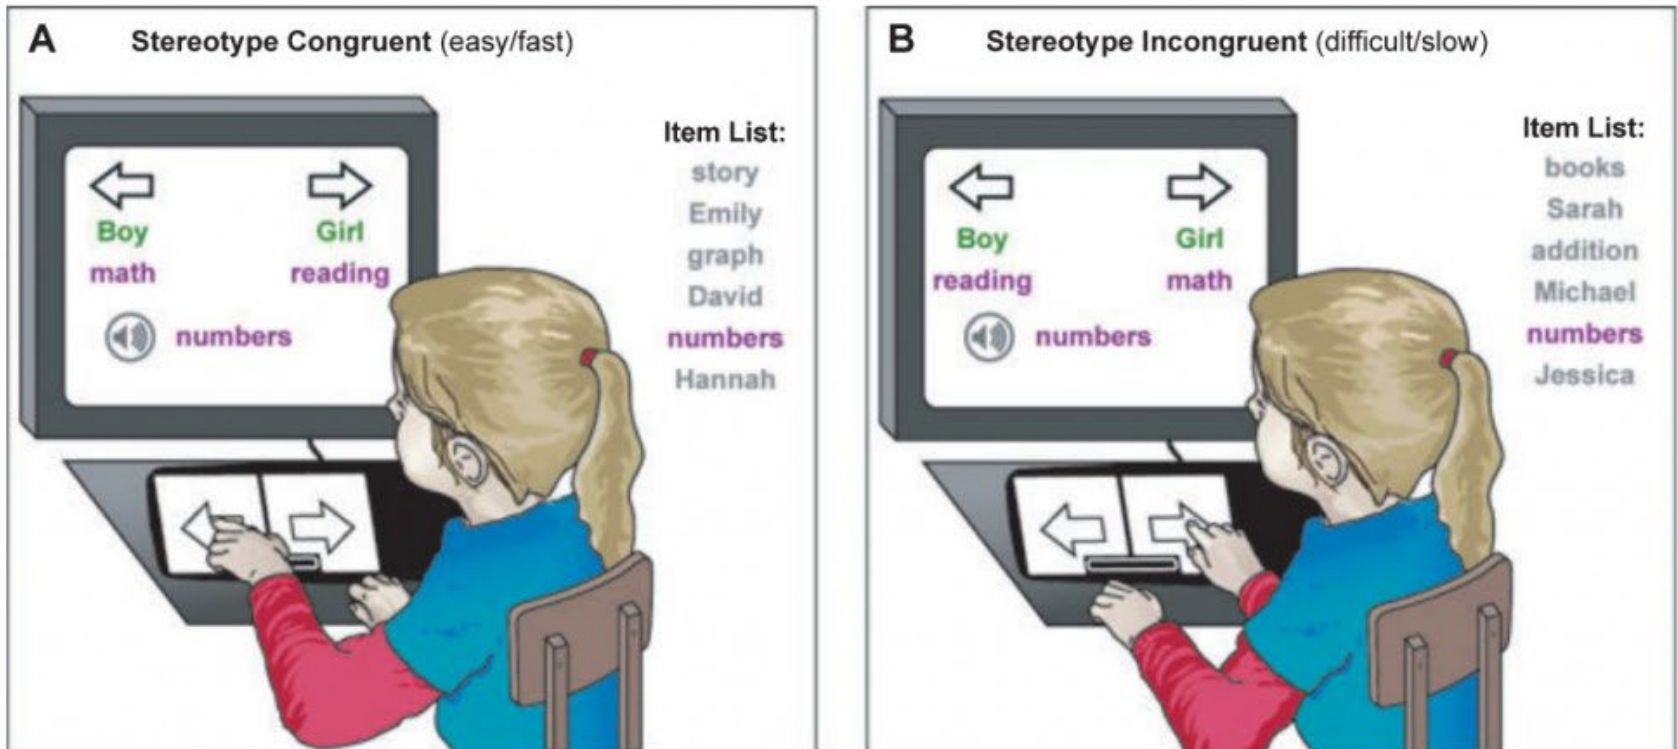 A Stereotype Congruent (easy/fast)
Boy Girl
math reading
numbers
Item List:
story
Emily
graph
David
numbers
Hannah
B Stereotype Incongruent (difficult/slow)
Boy Girl
reading math
numbers
Item List:
books
Sarah
addition
Michael
numbers
Jessica